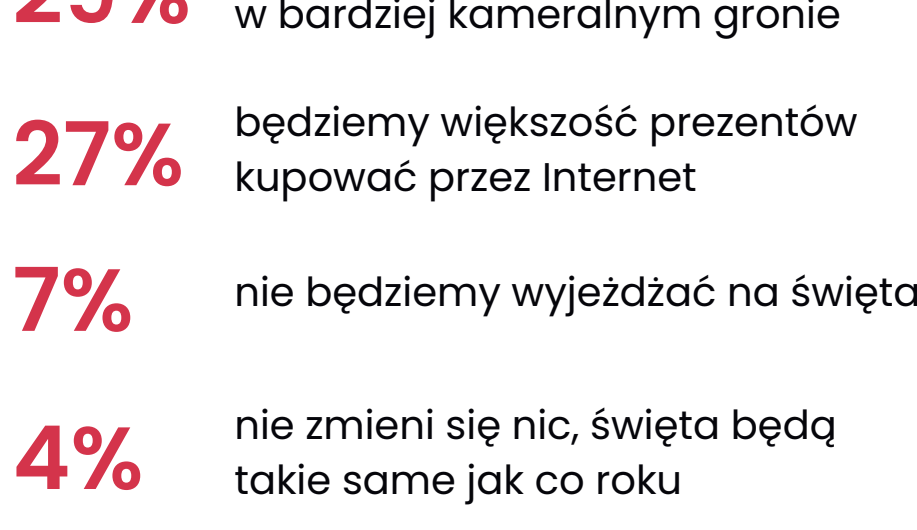 w bardziej kameralnym gronie
27%
będziemy większość prezentów
kupować przez Internet
7%
nie będziemy wyjeżdżać na święta
4%
nie zmieni się nic, święta będą
takie same jak co roku